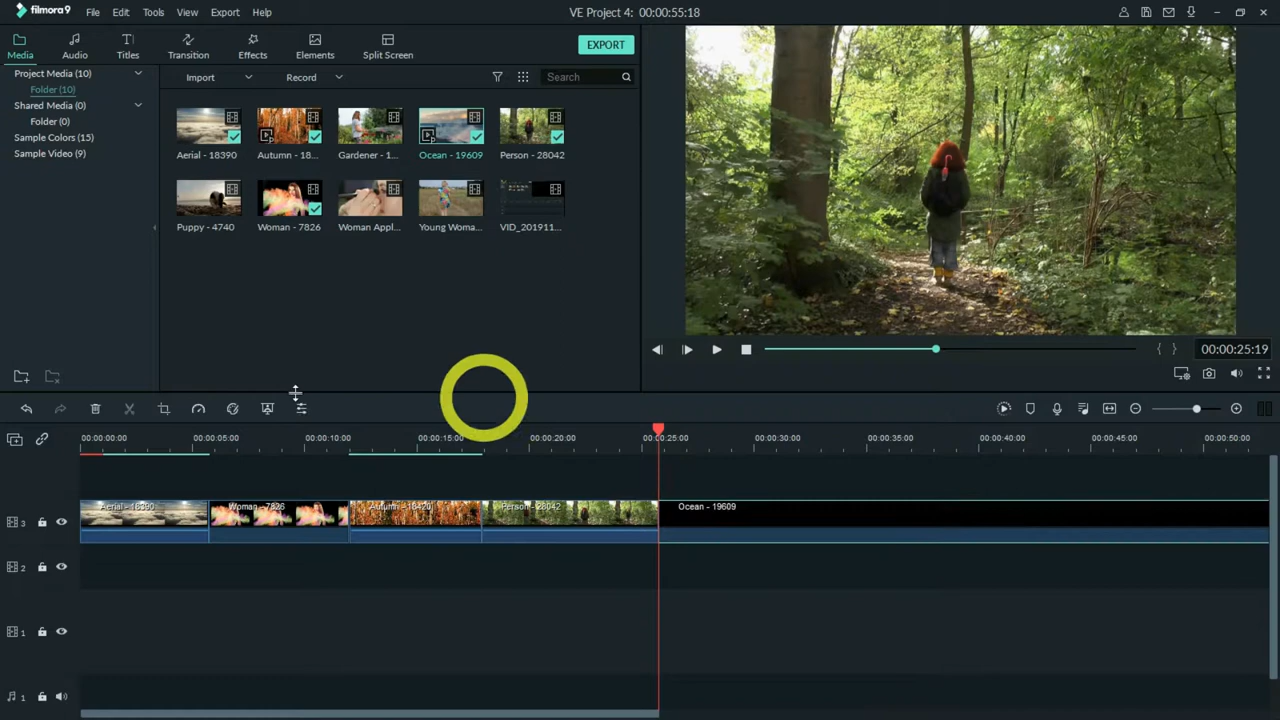 filmora9 File Edit Tools View Export Help VE Project 4: 00:00:55:18
Media Audio Titles Transition Effects Elements Split Screen EXPORT
Project Media (10)
Folder (10)
Shared Media (0)
Folder (0)
Sample Colors (15)
Sample Video (9)
Import Record Search
Aerial - 18390 Autumn - 18... Gardener - 1... Ocean - 19609 Person - 28042
Puppy - 4740 Woman - 7826 Woman Appl... Young Woma... VID_201911...
{ } 00:00:25:19
00:00:00:00 00:00:05:00 00:00:10:00 00:00:15:00 00:00:20:00 00:00:25:00 00:00:30:00 00:00:35:00 00:00:40:00 00:00:45:00 00:00:50:00
3 Aerial - 18390 Woman - 7826 Autumn - 18420 Person - 28042 Ocean - 19609
2
1
1